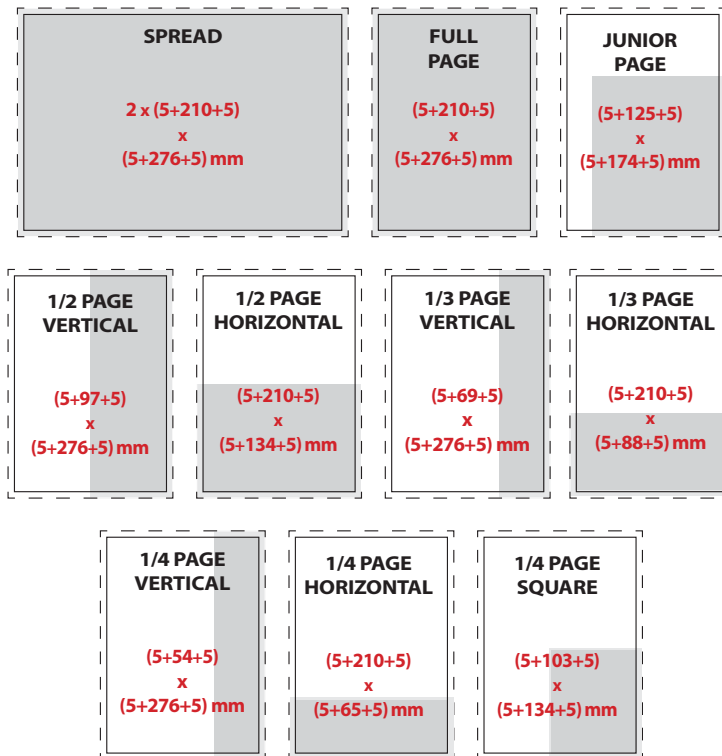 SPREAD
2 x (5+210+5)
x
(5+276+5) mm
FULL
PAGE
(5+210+5)
x
(5+276+5) mm
JUNIOR
PAGE
(5+125+5)
x
(5+174+5) mm
1/2 PAGE
VERTICAL
(5+97+5)
x
(5+276+5) mm
1/2 PAGE
HORIZONTAL
(5+210+5)
x
(5+134+5) mm
1/3 PAGE
VERTICAL
(5+69+5)
x
(5+276+5) mm
1/3 PAGE
HORIZONTAL
(5+210+5)
x
(5+88+5) mm
1/4 PAGE
VERTICAL
(5+54+5)
x
(5+276+5) mm
1/4 PAGE
HORIZONTAL
(5+210+5)
x
(5+65+5) mm
1/4 PAGE
SQUARE
(5+103+5)
x
(5+134+5) mm